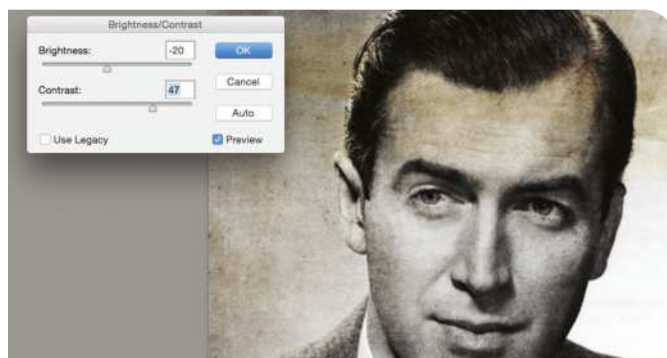 Brightness/Contrast
Brightness: -20 OK
Cancel
Contrast: 47
Auto
Use Legacy Preview